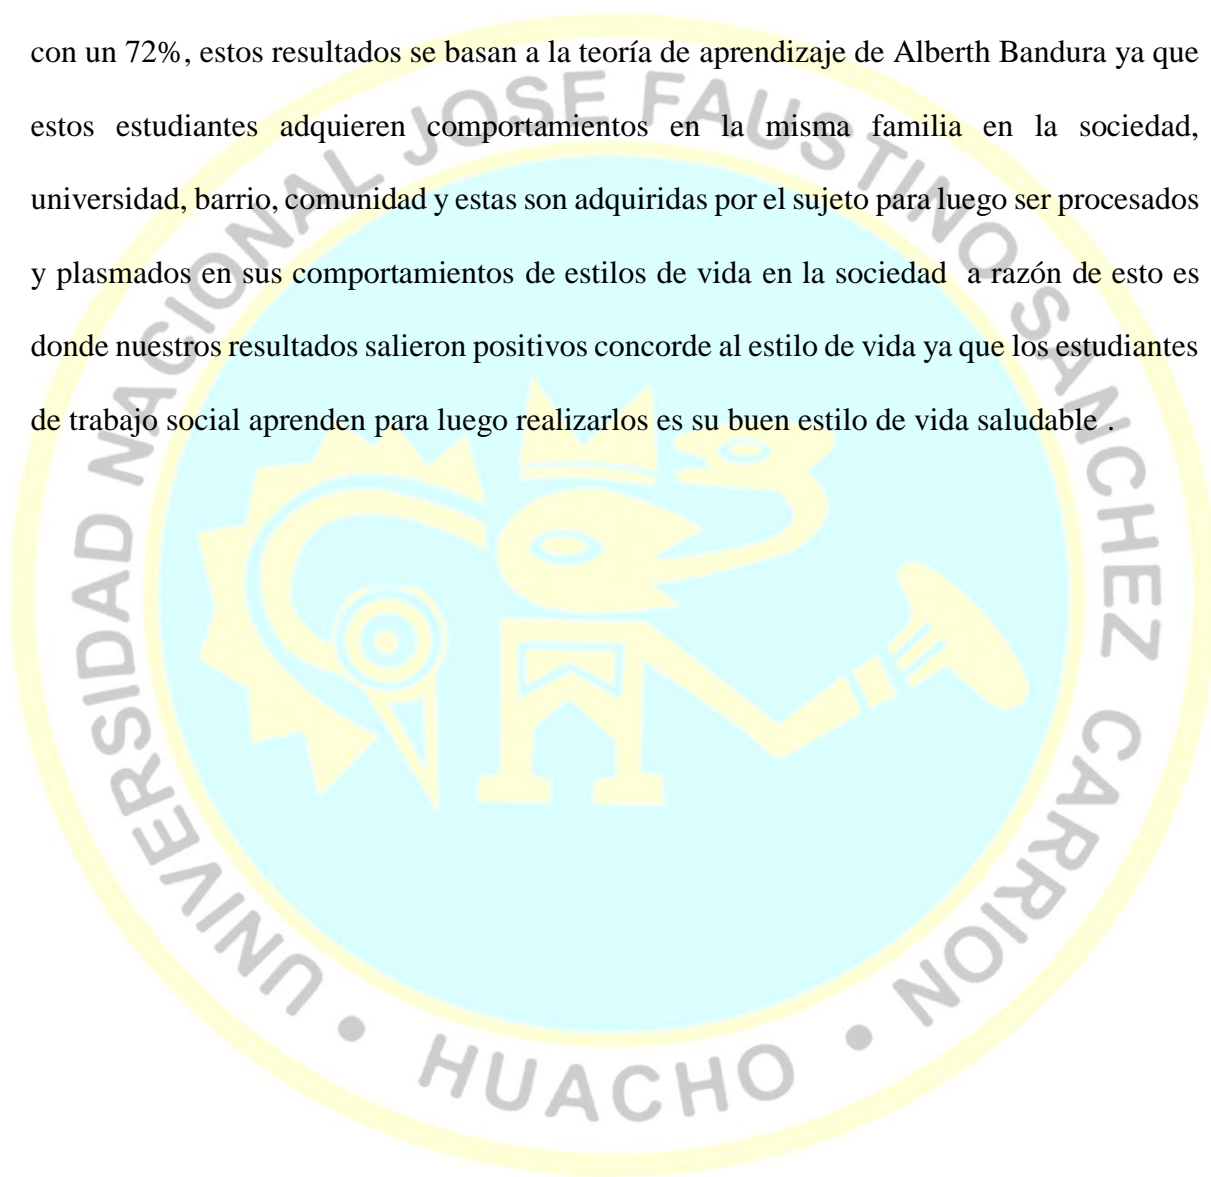 con un 72%, estos resultados se basan a la teoría de aprendizaje de Alberth Bandura ya que
estos estudiantes adquieren comportamientos en la misma familia en la sociedad,
universidad, barrio, comunidad y estas son adquiridas por el sujeto para luego ser procesados
y plasmados en sus comportamientos de estilos de vida en la sociedad a razón de esto es
donde nuestros resultados salieron positivos concorde al estilo de vida ya que los estudiantes
de trabajo social aprenden para luego realizarlos es su buen estilo de vida saludable .
UNIVERSIDAD NACIONAL JOSE FAUSTINO SANCHEZ CARRION
• HUACHO •